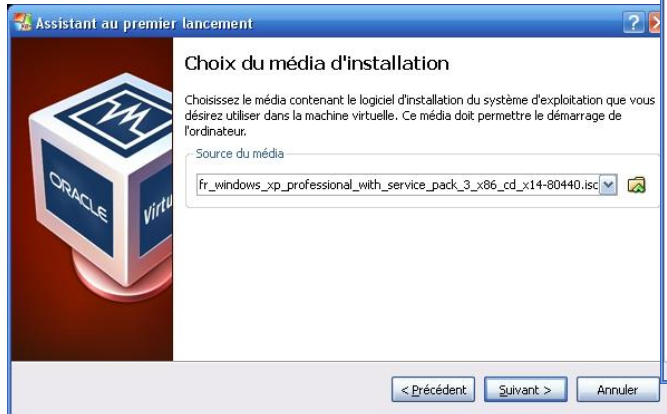 Assistant au premier lancement
Choix du média d'installation
Choisissez le média contenant le logiciel d'installation du système d'exploitation que vous
désirez utiliser dans la machine virtuelle. Ce média doit permettre le démarrage de
l'ordinateur.
Source du média
fr_windows_xp_professional_with_service_pack_3_x86_cd_x14-80440.isc
ORACLE
Virtu
< Précédent
Suivant >
Annuler